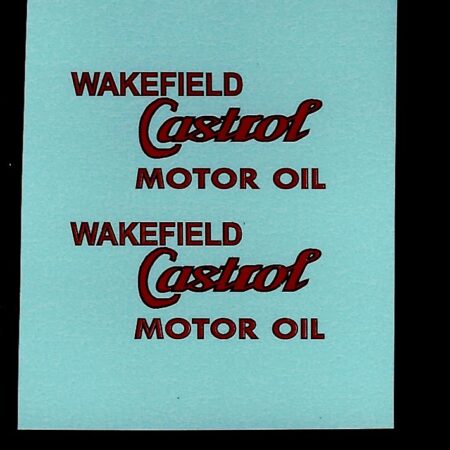 WAKEFIELD
Castrol
MOTOR OIL
WAKEFIELD
Castrol
MOTOR OIL